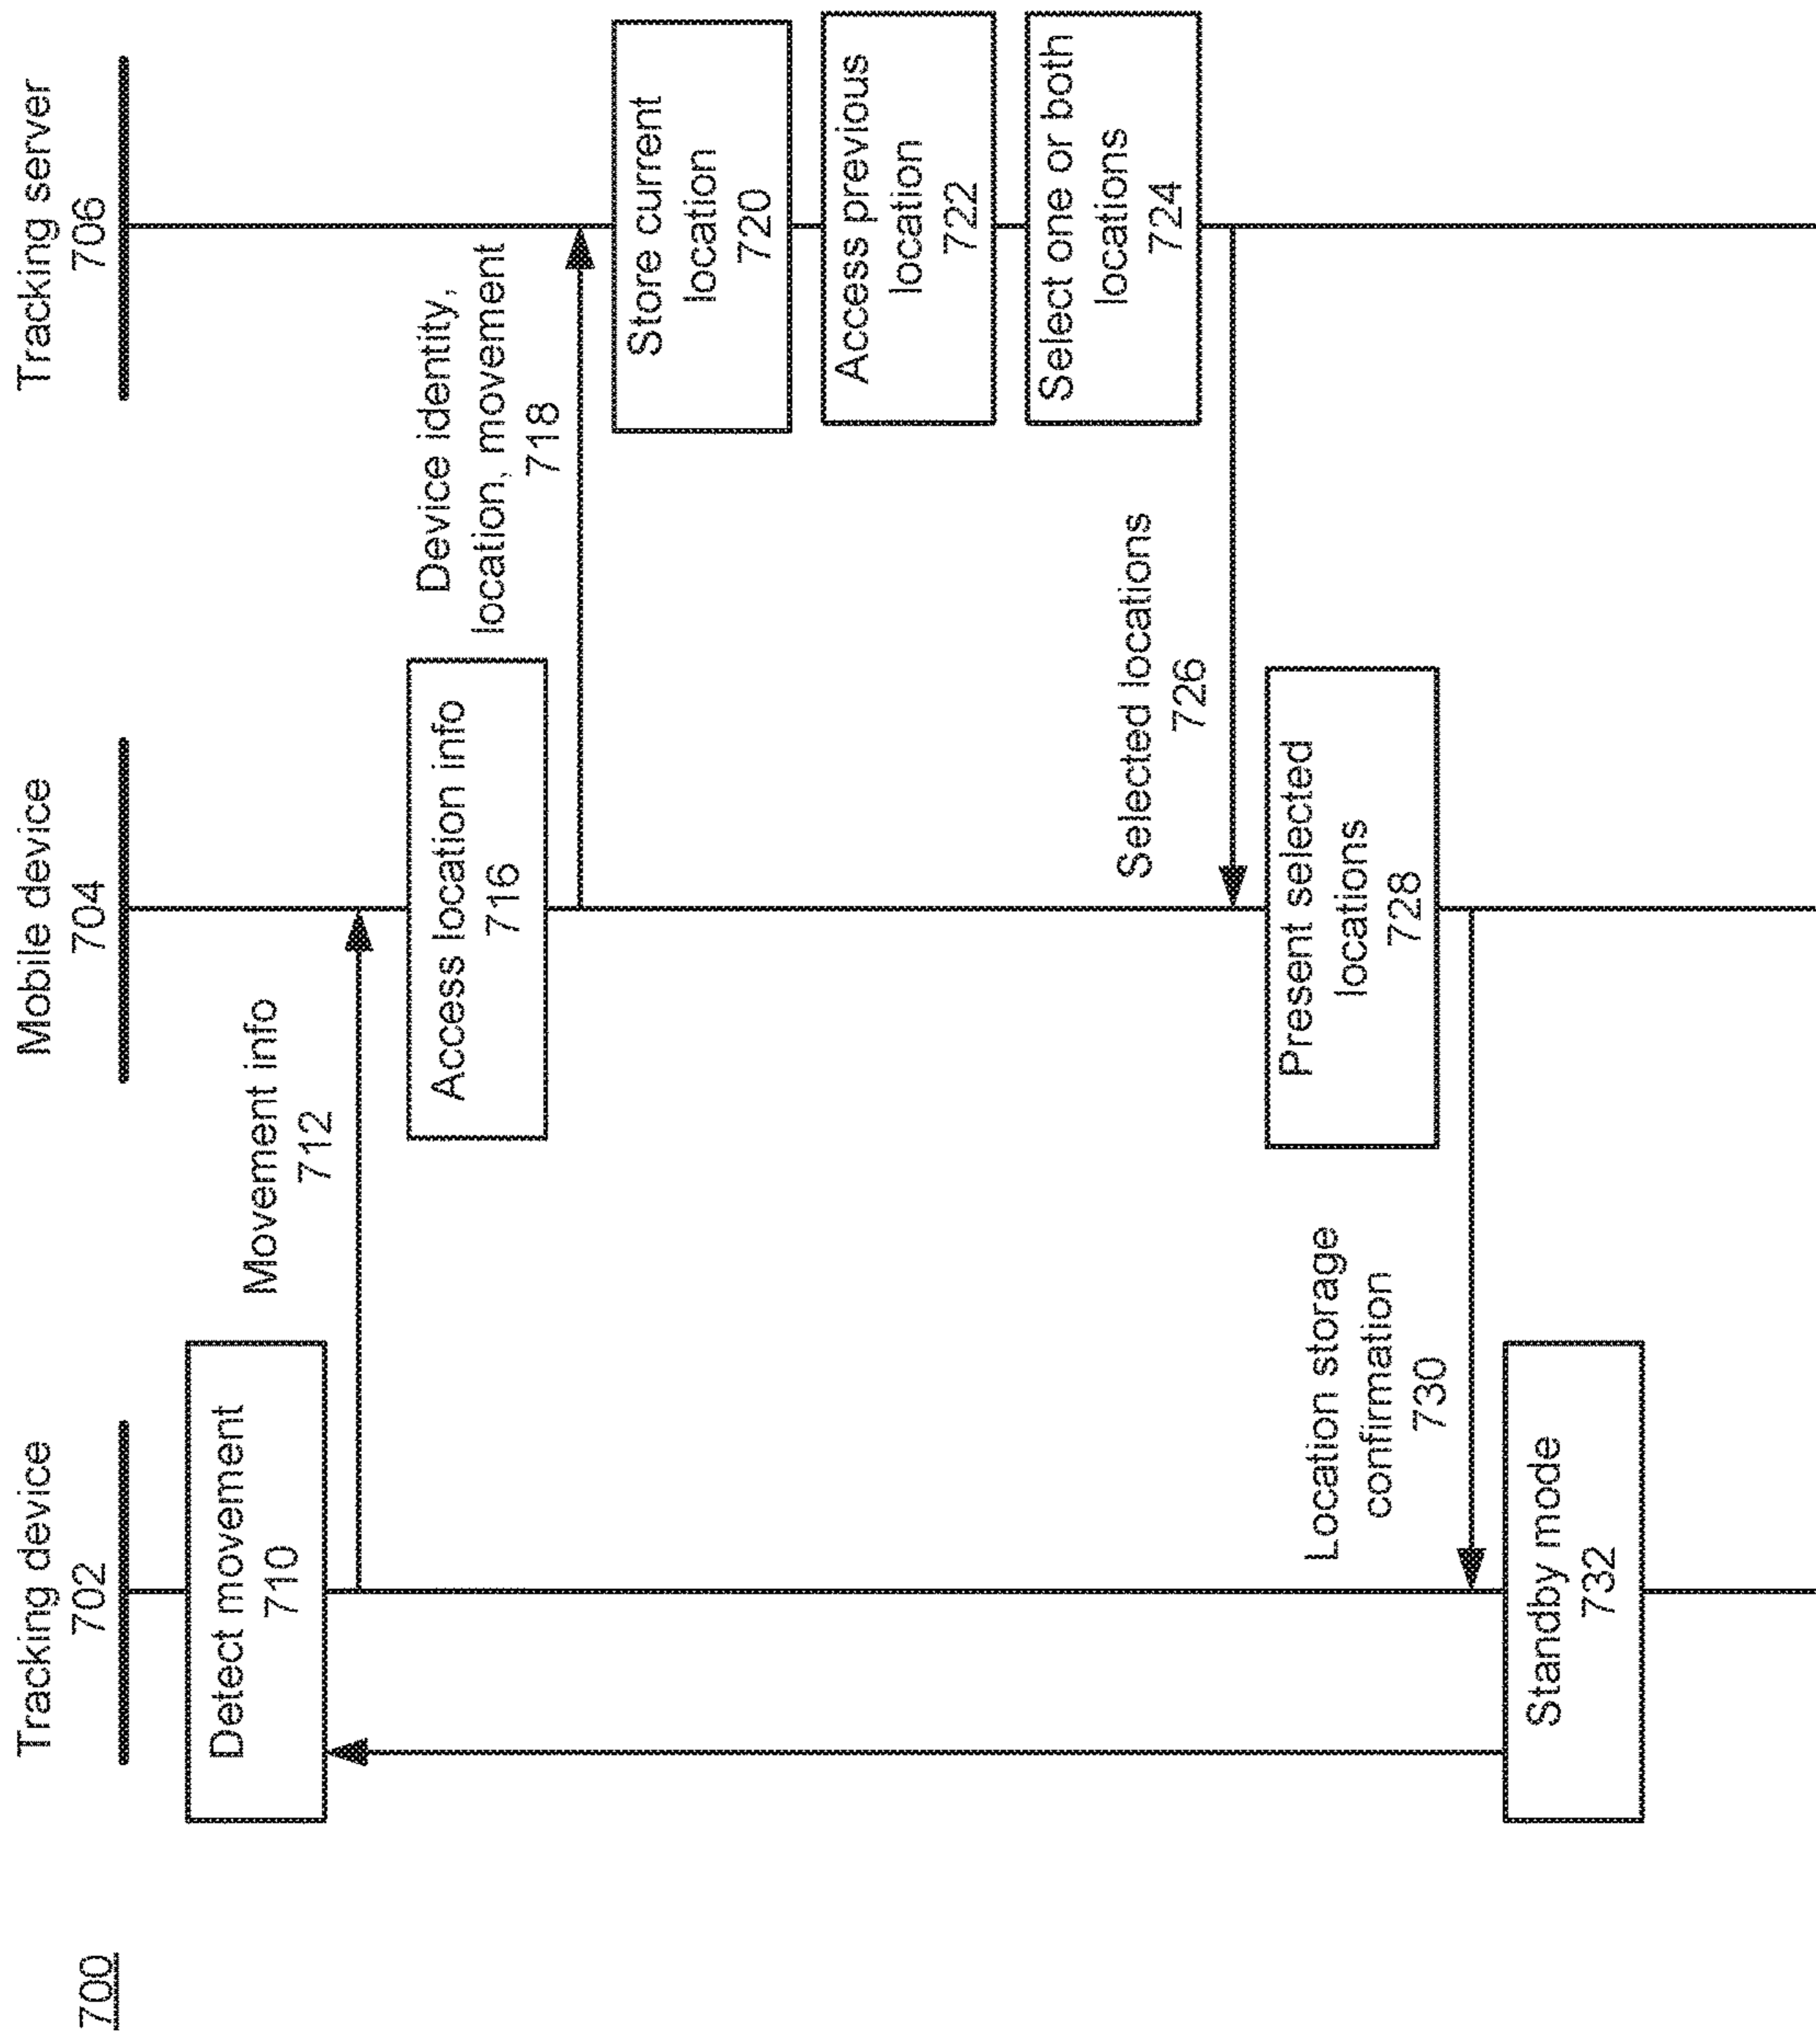 700
Tracking device
702
Mobile device
704
Tracking server
706
Detect movement
710
Movement info
712
Access location info
716
Device identity,
location, movement
718
Store current
location
720
Access previous
location
722
Select one or both
locations
724
Selected locations
726
Present selected
locations
728
Location storage
confirmation
730
Standby mode
732